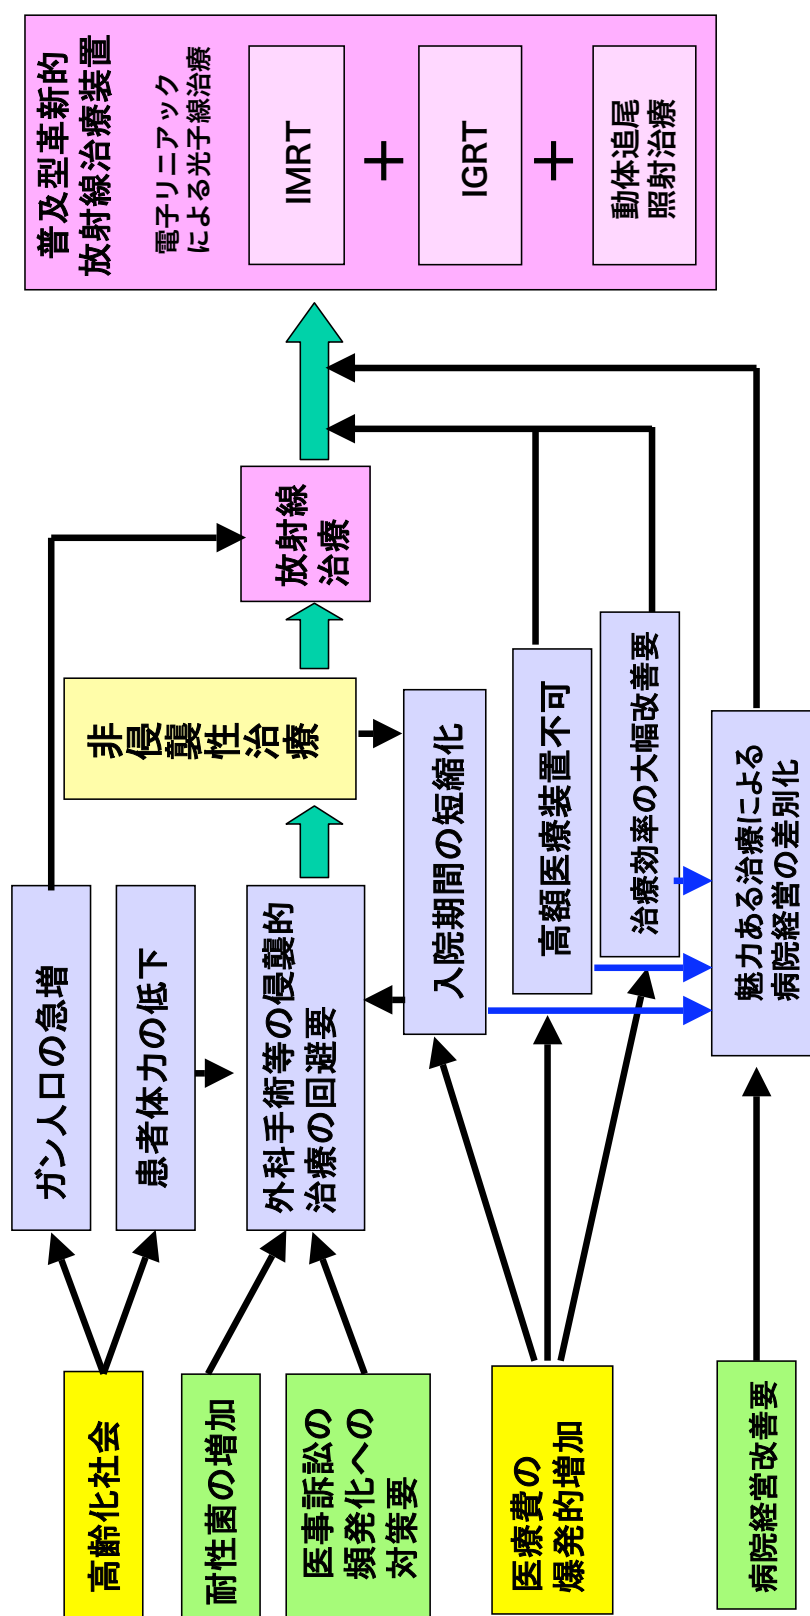 高齢化社会
耐性菌の増加
医事訴訟の
頻発化への
対策要
医療費の
爆発的増加
病院経営改善要
ガン人口の急増
患者体力の低下
外科手術等の侵襲的
治療の回避要
入院期間の短縮化
高額医療装置不可
治療効率の大幅改善要
魅力ある治療による
病院経営の差別化
非侵襲性治療
放射線
治療
普及型革新的
放射線治療装置
電子リニアック
による光子線治療
IMRT
+
IGRT
+
動体追尾
照射治療